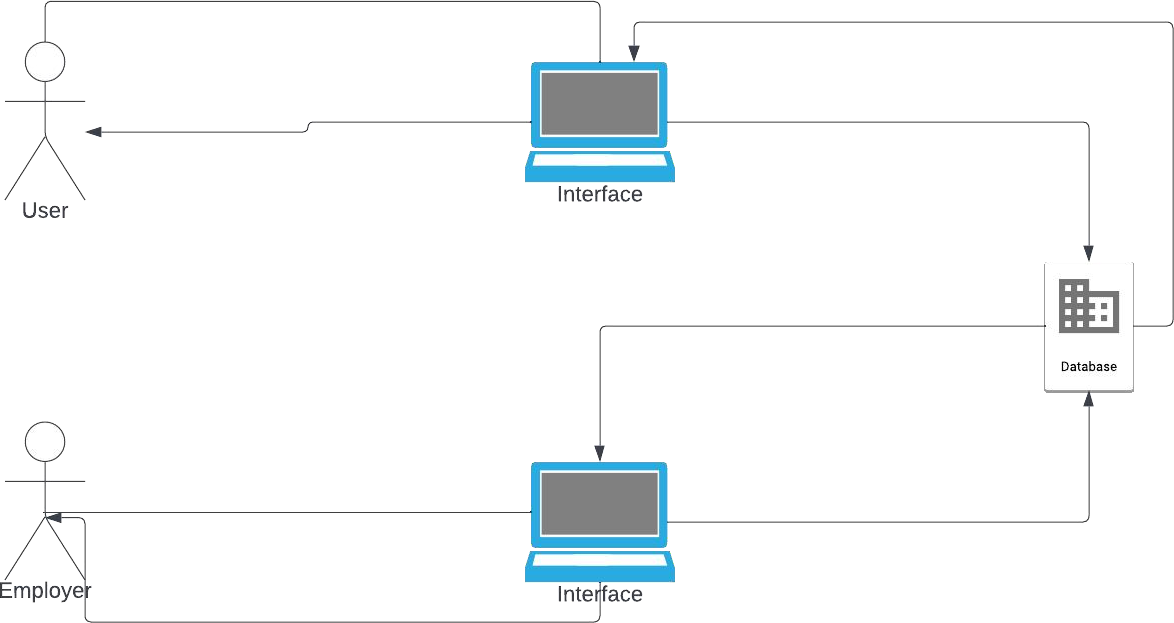 Interface
User
Database
Employer
Interface